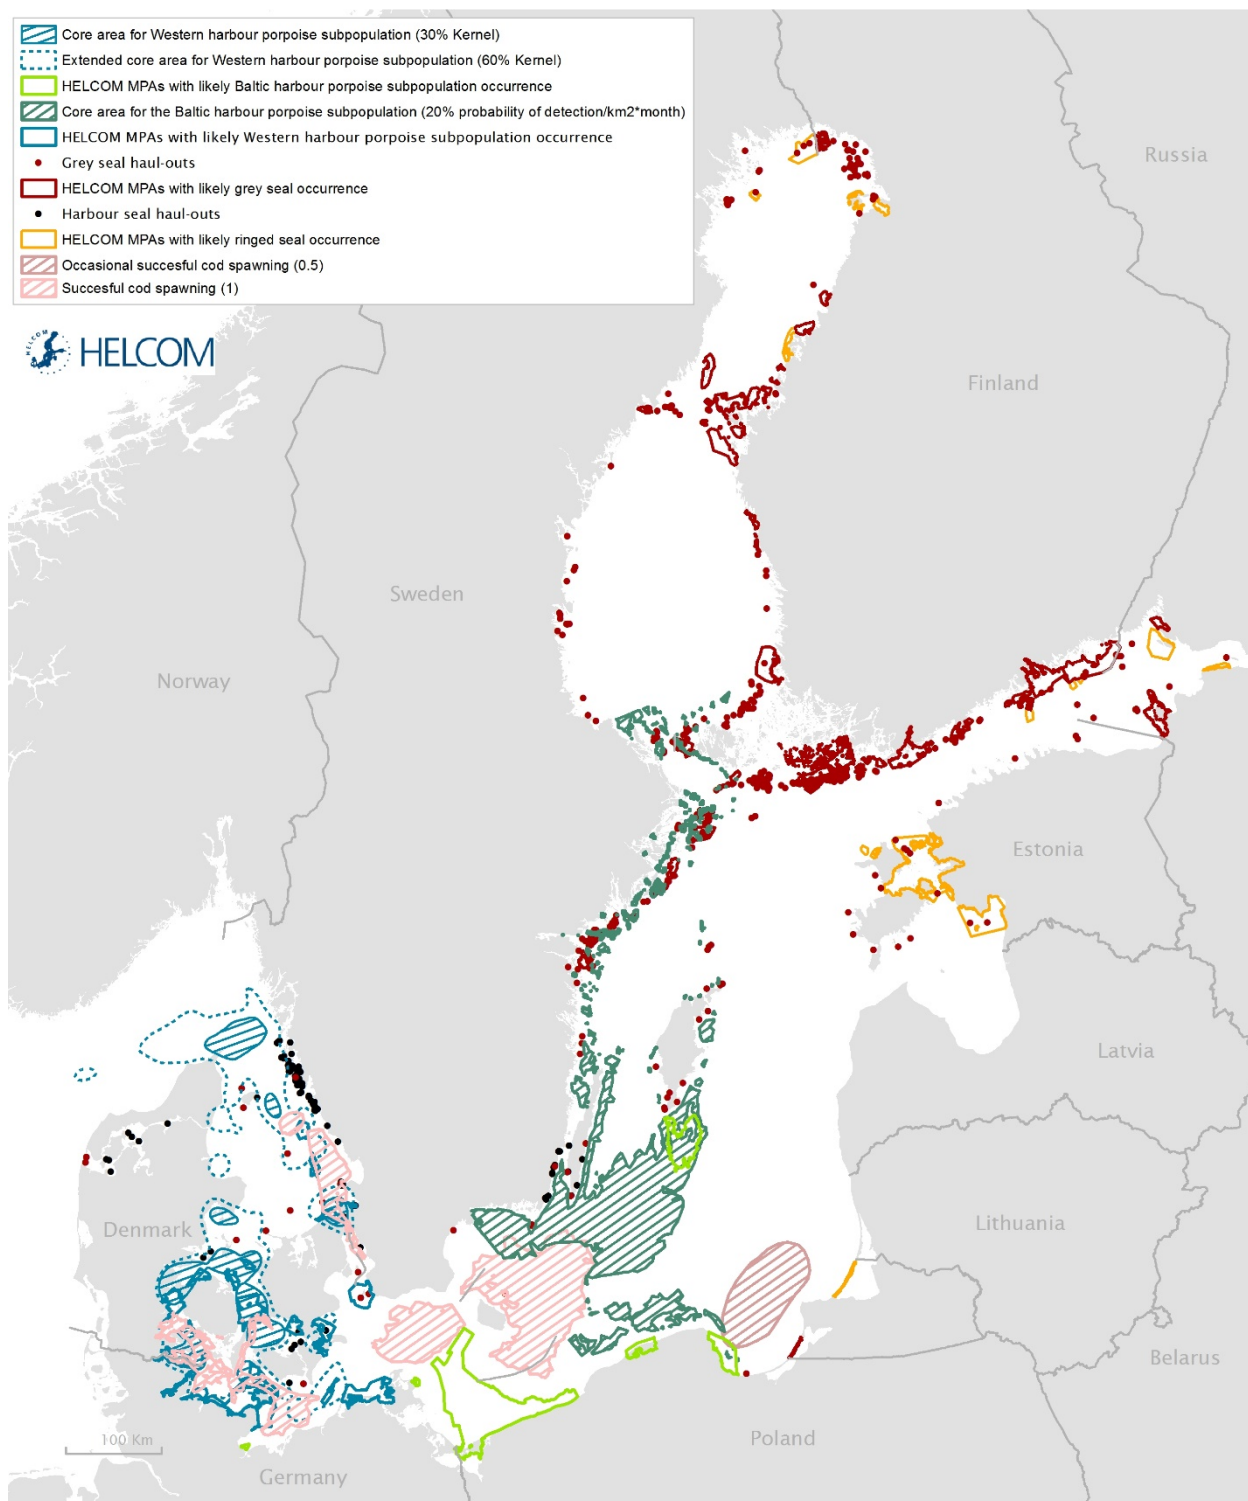 Core area for Western harbour porpoise subpopulation (30% Kernel)
Extended core area for Western harbour porpoise subpopulation (60% Kernel)
HELCOM MPAs with likely Baltic harbour porpoise subpopulation occurrence
Core area for the Baltic harbour porpoise subpopulation (20% probability of detection/km2*month)
HELCOM MPAs with likely Western harbour porpoise subpopulation occurrence
Grey seal haul-outs
HELCOM MPAs with likely grey seal occurrence
Harbour seal haul-outs
HELCOM MPAs with likely ringed seal occurrence
Occasional succesful cod spawning (0.5)
Succesful cod spawning (1)
HELCOM
HELCOM
Russia
Finland
Sweden
Norway
Estonia
Latvia
Denmark
Lithuania
Belarus
100 Km
Poland
Germany